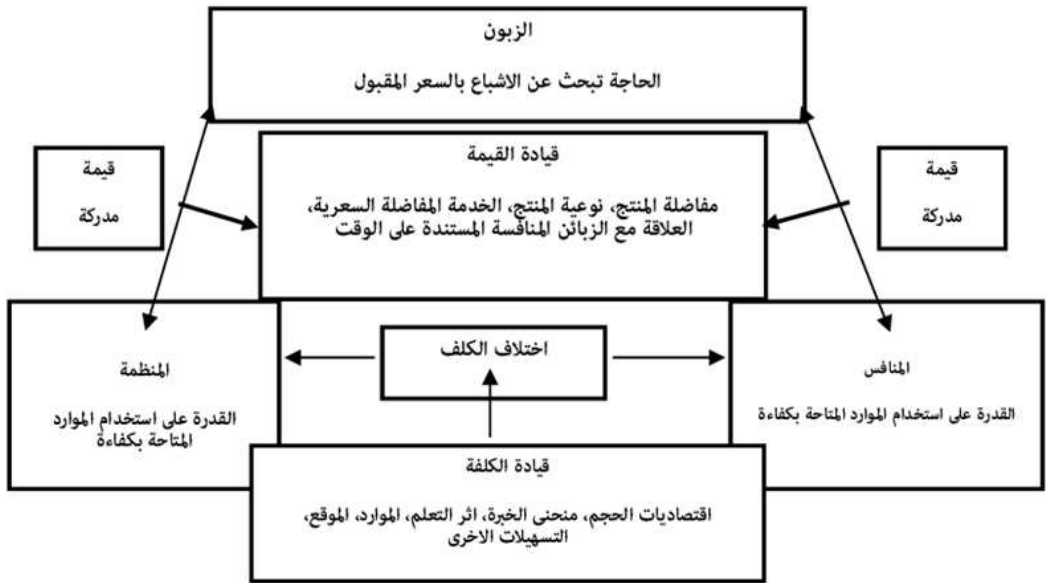 الزبون
الحاجة تبحث عن الاشباع بالسعر المقبول
قيمة
مدركة
قيادة القيمة
مفاضلة المنتج، نوعية المنتج، الخدمة المفاضلة السعرية،
العلاقة مع الزبائن المنافسة المستندة على الوقت
قيمة
مدركة
المنافس
القدرة على استخدام الموارد المتاحة بكفاءة
اختلاف الكلف
المنظمة
القدرة على استخدام الموارد
المتاحة بكفاءة
قيادة الكلفة
اقتصاديات الحجم، منحنى الخبرة، اثر التعلم، الموارد، الموقع،
التسهيلات الاخرى